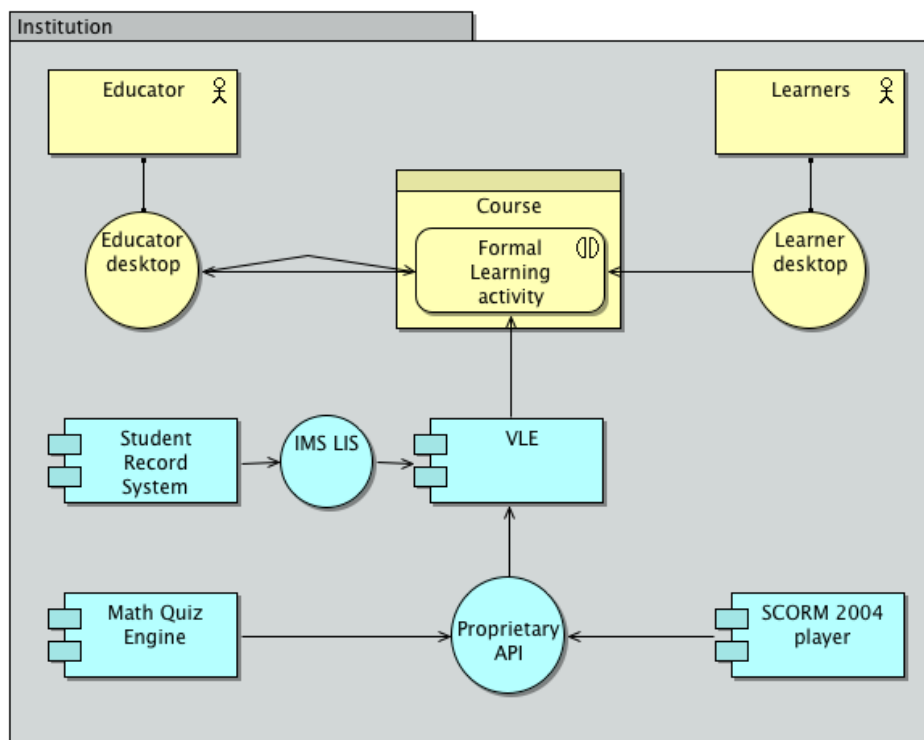 Institution
Educator
Learners
Educator
desktop
Course
Formal
Learning
activity
Learner
desktop
Student
Record
System
IMS LIS
VLE
Math Quiz
Engine
Proprietary
API
SCORM 2004
player